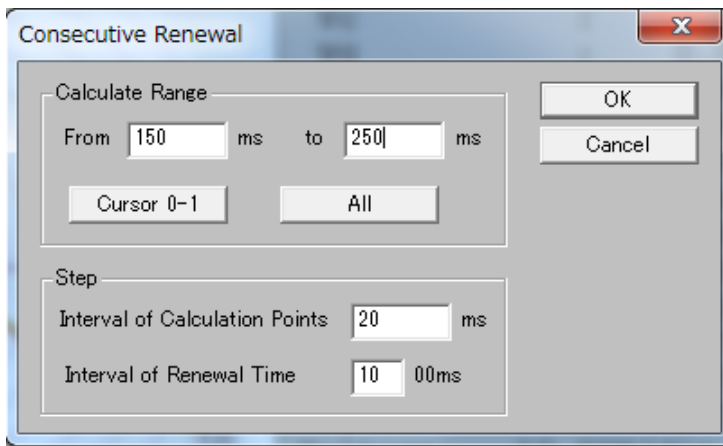 Consecutive Renewal
Calculate Range
From 150 ms to 250 ms
Cursor 0-1 All
OK
Cancel
Step
Interval of Calculation Points 20 ms
Interval of Renewal Time 10 00ms